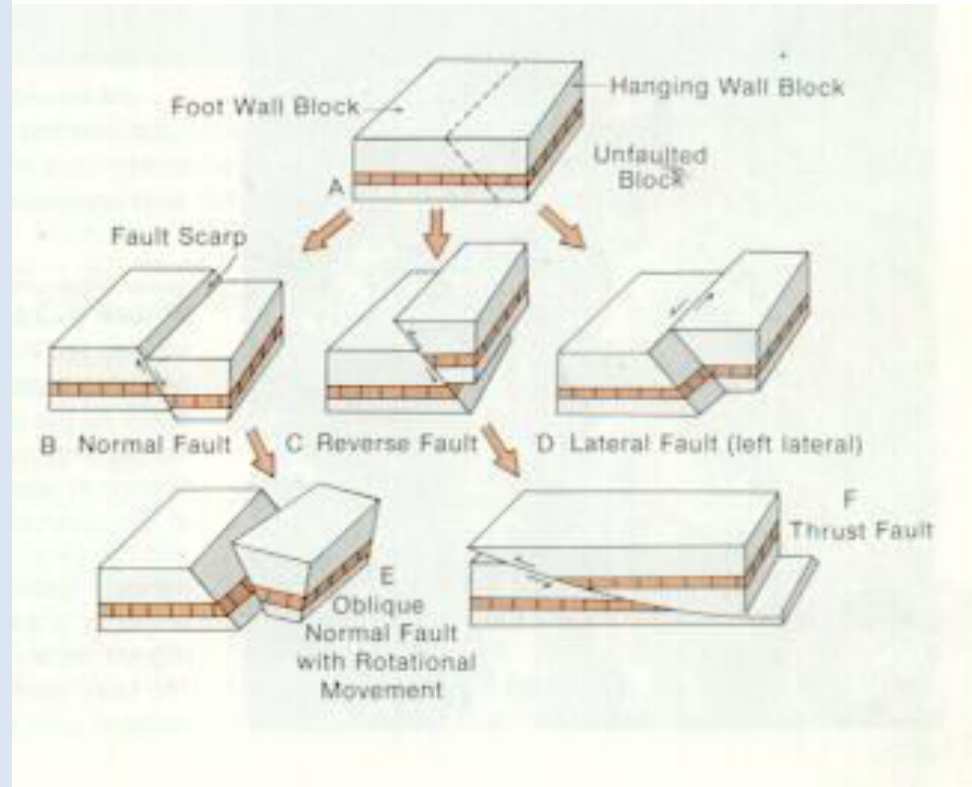 Foot Wall Block
Hanging Wall Block
A
Unfaulted
Block
Fault Scarp
B Normal Fault
C Reverse Fault
D Lateral Fault (left lateral)
E
Oblique
Normal Fault
with Rotational
Movement
F
Thrust Fault